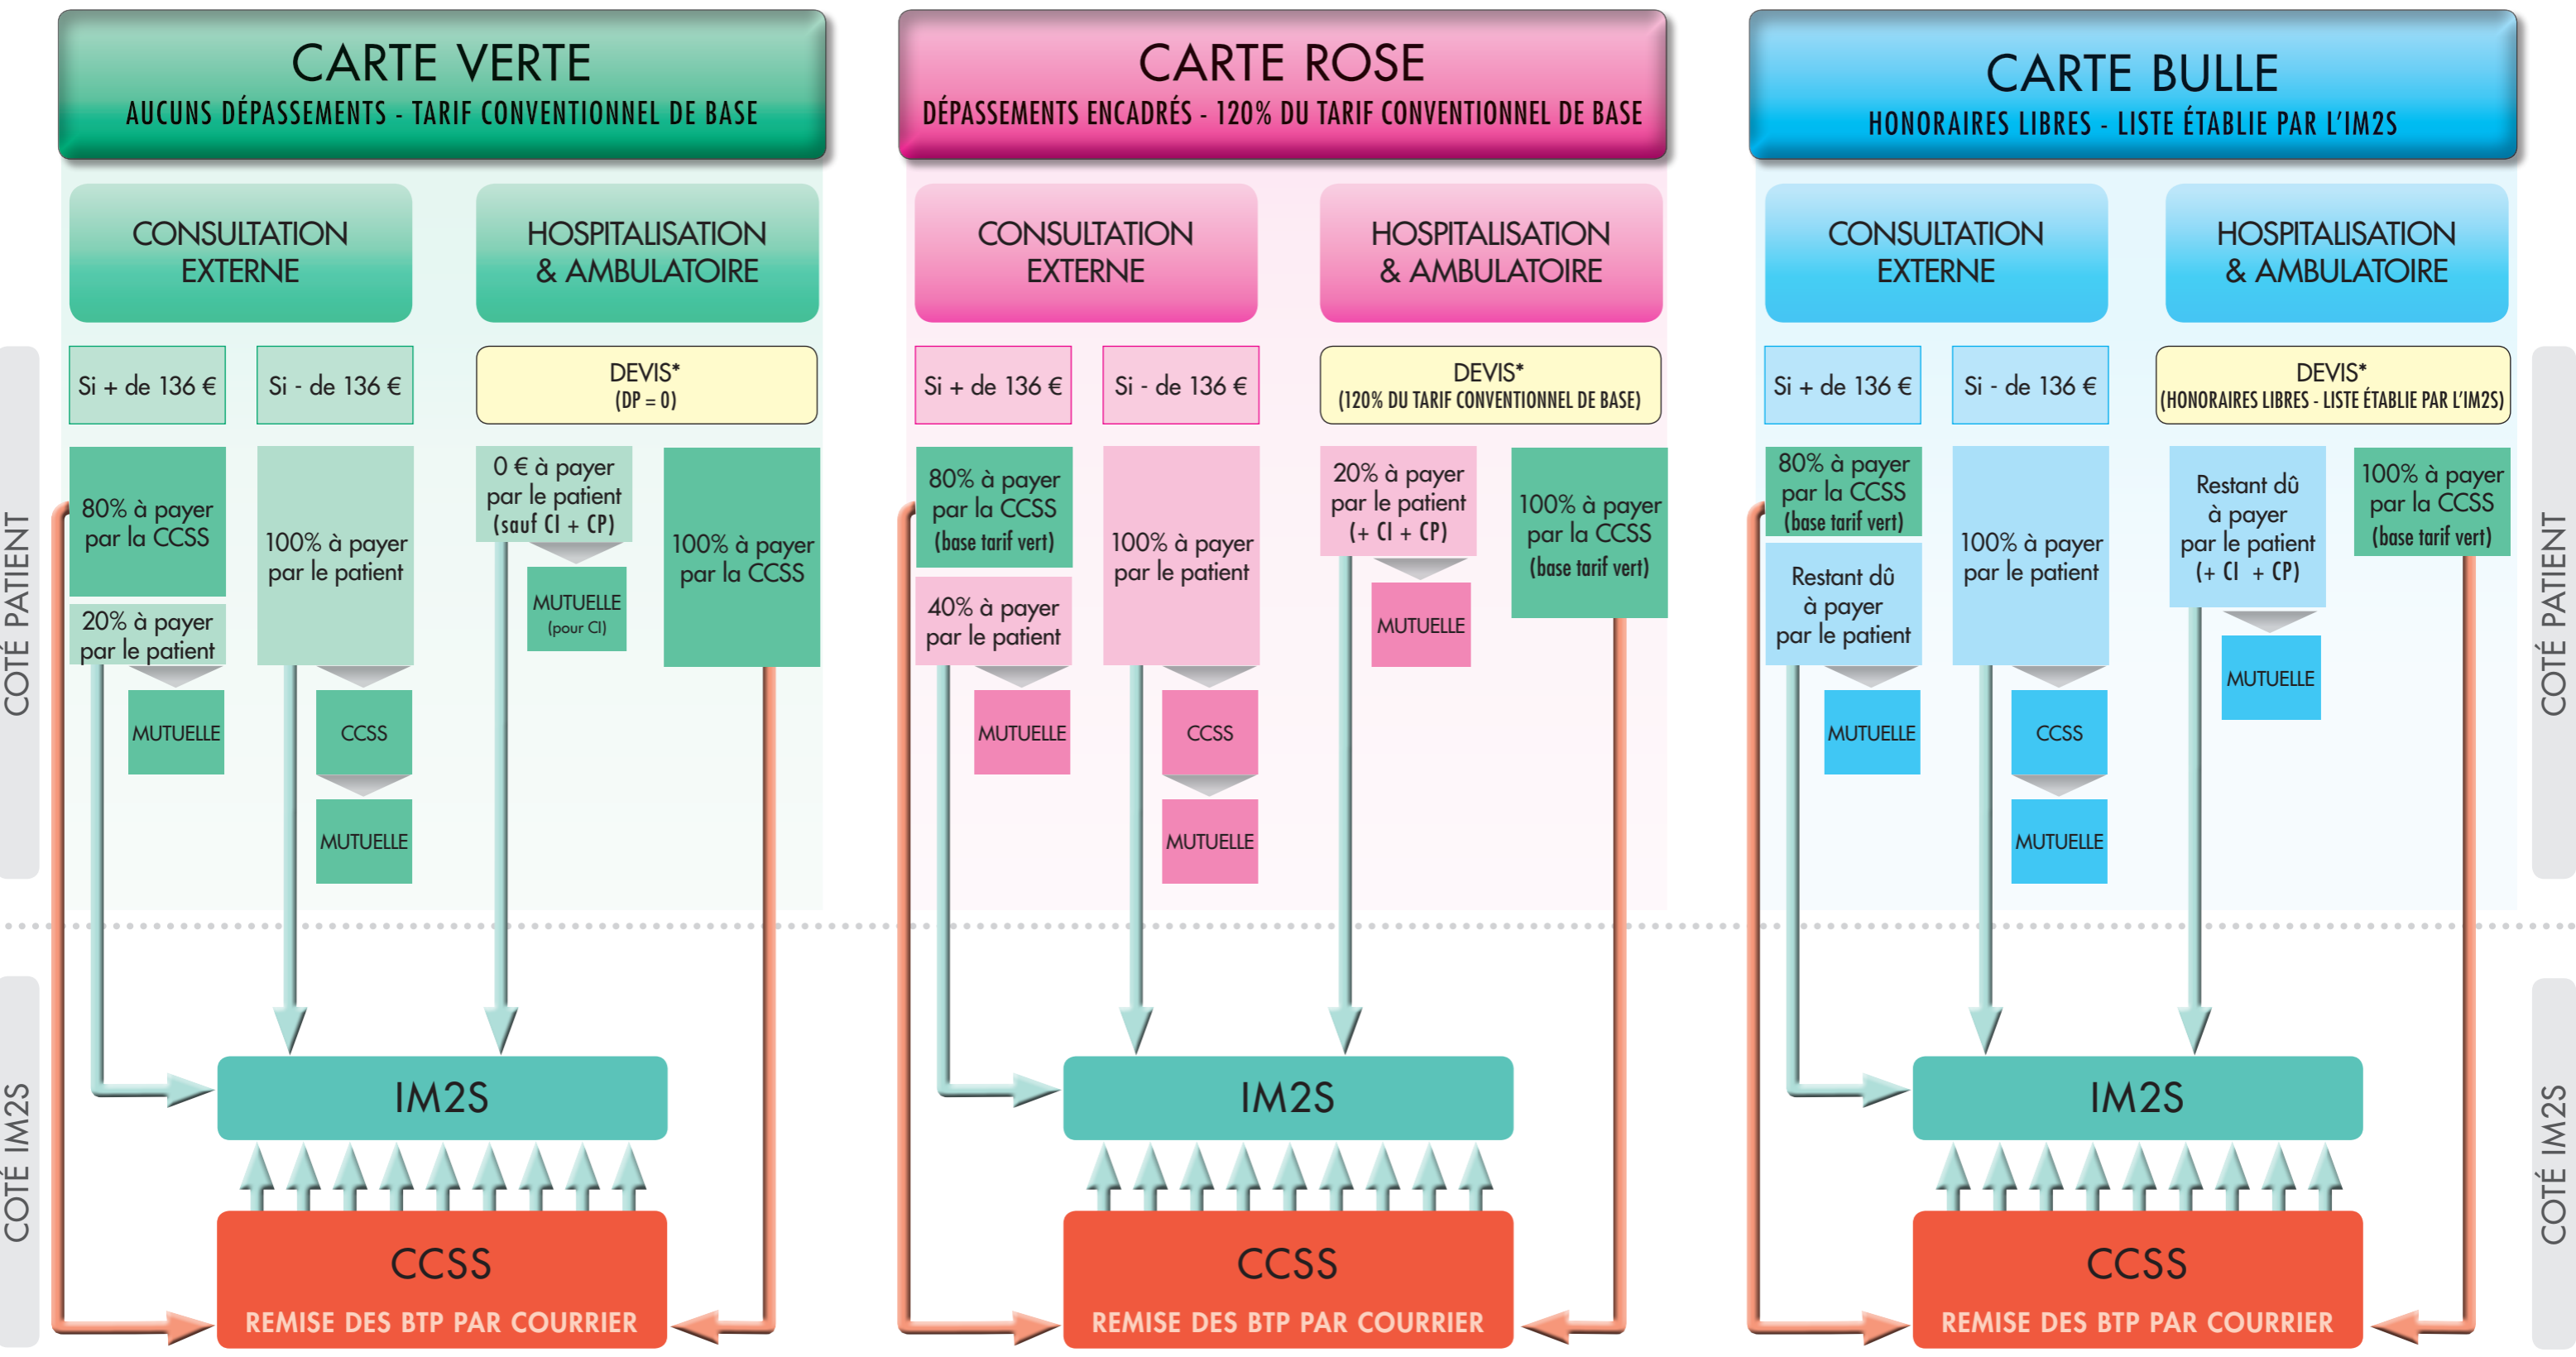 CARTE VERTE
AUCUNS DÉPASSEMENTS - TARIF CONVENTIONNEL DE BASE
CONSULTATION
EXTERNE
HOSPITALISATION
& AMBULATOIRE
Si + de 136 €
Si - de 136 €
DEVIS*
(DP = 0)
80% à payer
par la CCSS
20% à payer
par le patient
MUTUELLE
100% à payer
par le patient
CCSS
MUTUELLE
0 € à payer
par le patient
(sauf CI + CP)
MUTUELLE
(pour CI)
100% à payer
par la CCSS
IM2S
CCSS
REMISE DES BTP PAR COURRIER
CARTE ROSE
DÉPASSEMENTS ENCADRÉS - 120% DU TARIF CONVENTIONNEL DE BASE
CONSULTATION
EXTERNE
HOSPITALISATION
& AMBULATOIRE
Si + de 136 €
Si - de 136 €
DEVIS*
(120% DU TARIF CONVENTIONNEL DE BASE)
80% à payer
par la CCSS
(base tarif vert)
40% à payer
par le patient
MUTUELLE
100% à payer
par le patient
CCSS
MUTUELLE
20% à payer
par le patient
(+ CI + CP)
MUTUELLE
100% à payer
par la CCSS
(base tarif vert)
IM2S
CCSS
REMISE DES BTP PAR COURRIER
CARTE BULLE
HONORAIRES LIBRES - LISTE ÉTABLIE PAR L'IM2S
CONSULTATION
EXTERNE
HOSPITALISATION
& AMBULATOIRE
Si + de 136 €
Si - de 136 €
DEVIS*
(HONORAIRES LIBRES - LISTE ÉTABLIE PAR L'IM2S)
80% à payer
par la CCSS
(base tarif vert)
Restant dû
à payer
par le patient
MUTUELLE
100% à payer
par le patient
CCSS
MUTUELLE
Restant dû
à payer
par le patient
(+ CI + CP)
MUTUELLE
100% à payer
par la CCSS
(base tarif vert)
IM2S
CCSS
REMISE DES BTP PAR COURRIER
COTÉ PATIENT
COTÉ IM2S
COTÉ PATIENT
COTÉ IM2S